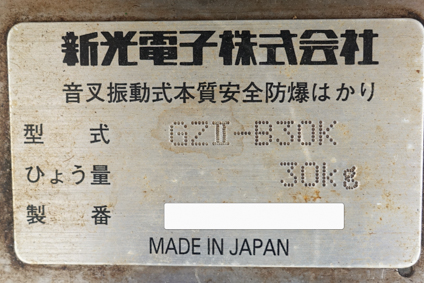 新光電子株式会社
音叉振動式本質安全防爆はかり
型 式 GZⅡ-B30K
ひょう量 30kg
製 番
MADE IN JAPAN